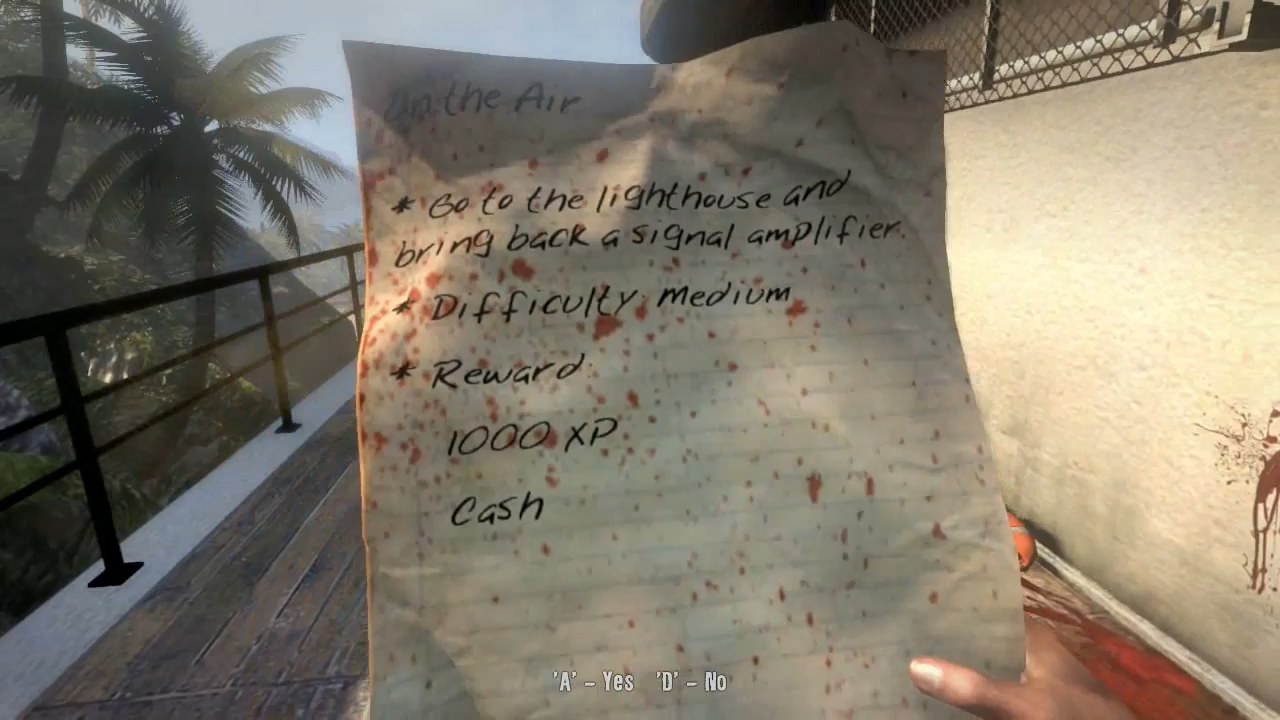 On the Air
* Go to the lighthouse and
bring back a signal amplifier.
* Difficulty: medium
* Reward:
1000 XP
Cash
'A' - Yes 'D' - No